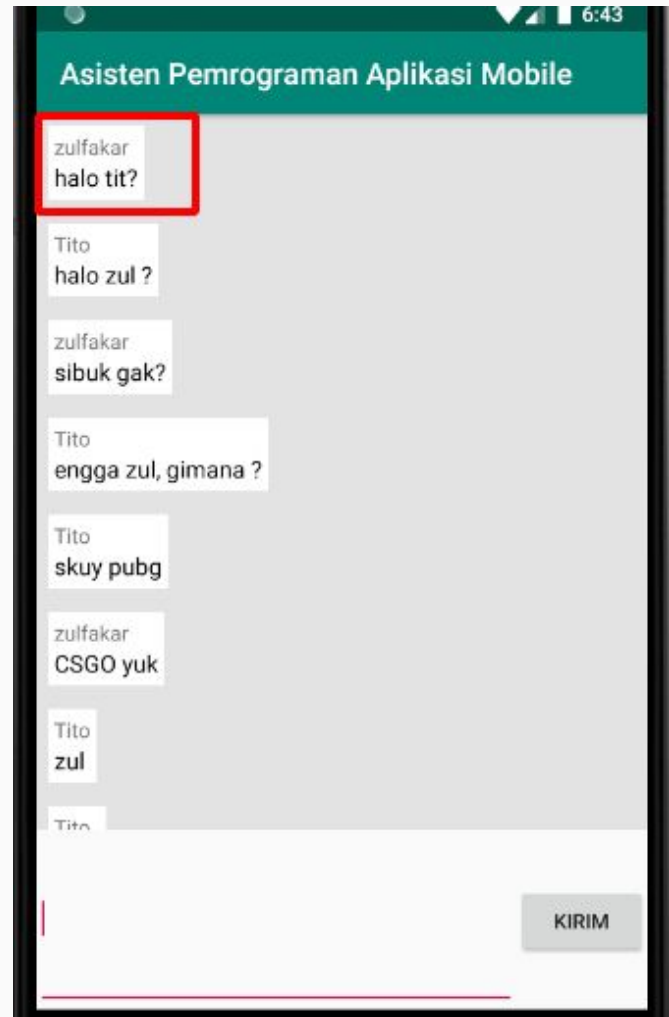 6:43
Asisten Pemrograman Aplikasi Mobile
zulfakar
halo tit?
Tito
halo zul ?
zulfakar
sibuk gak?
Tito
engga zul, gimana ?
Tito
skuy pubg
zulfakar
CSGO yuk
Tito
zul
Tito
KIRIM